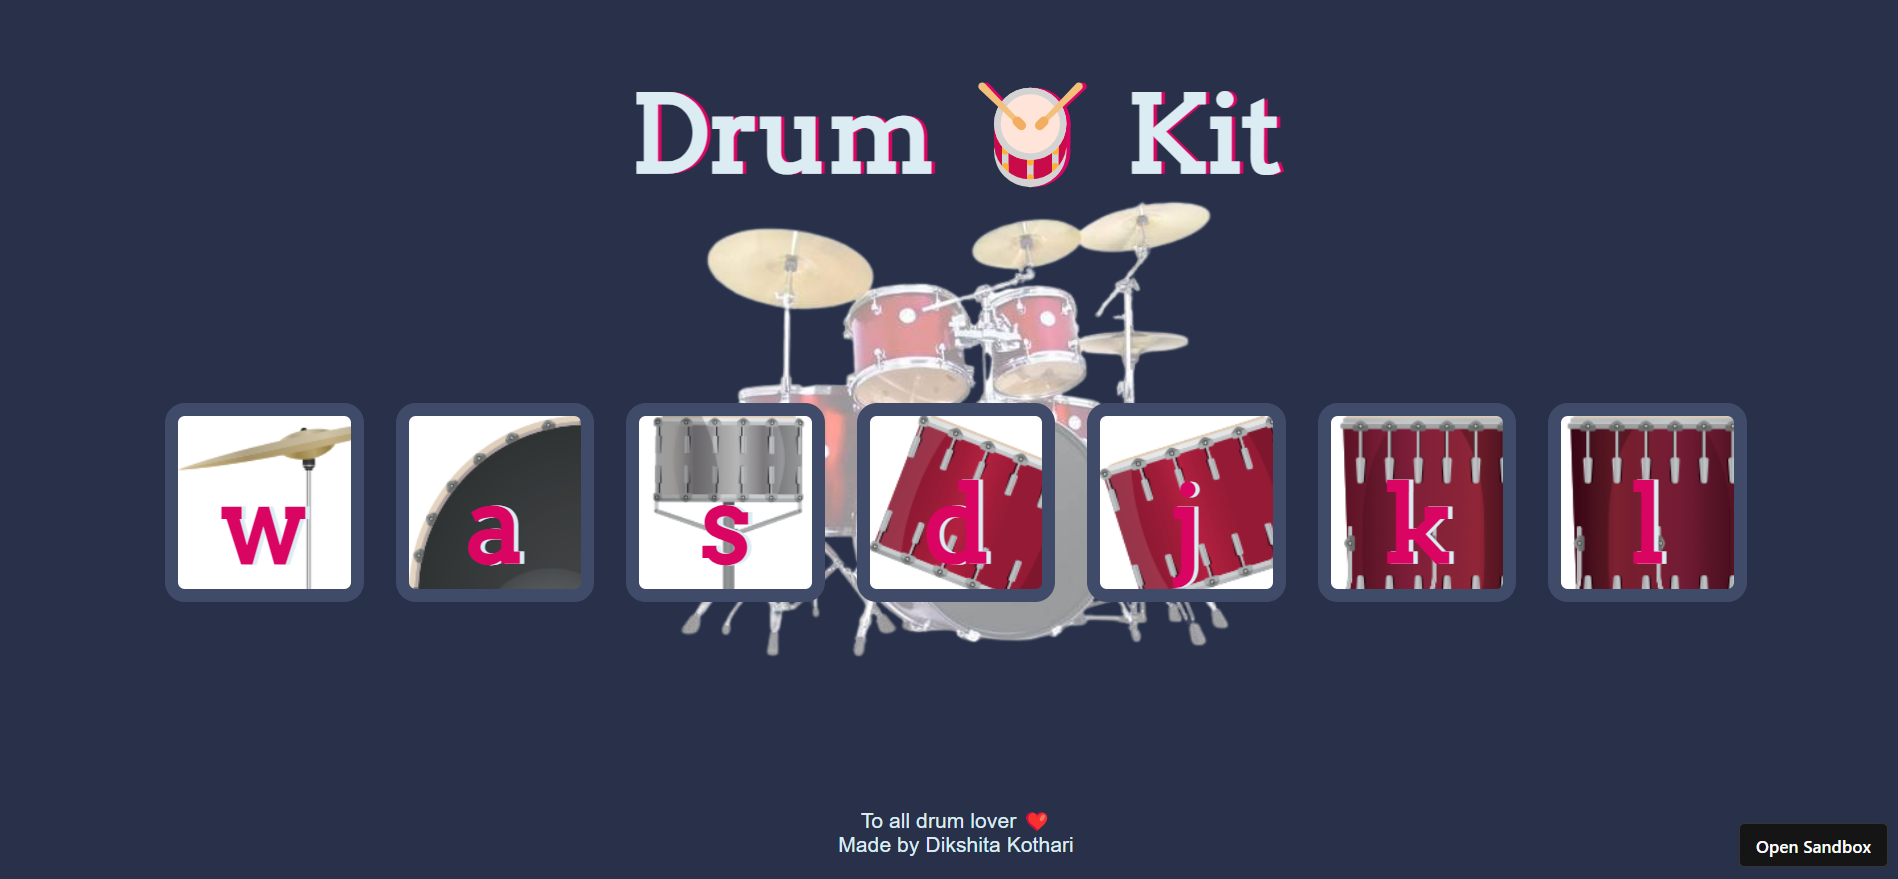 Drum 🥁 Kit
w a s d j k l
To all drum lover ❤️
Made by Dikshita Kothari
Open Sandbox